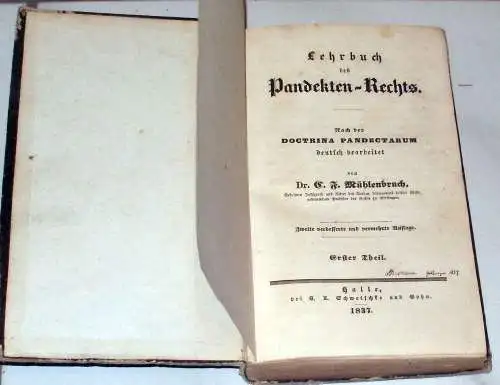 Lehrbuch
des
Pandekten-Rechts.
Nach der
DOCTRINA PANDECTARUM
deutsch bearbeitet
von
Dr. C. F. Mühlenbruch,
Zweite verbesserte und vermehrte Auflage.
Erster Theil.
Halle,
bei C. A. Schwetschke und Sohn.
1837.